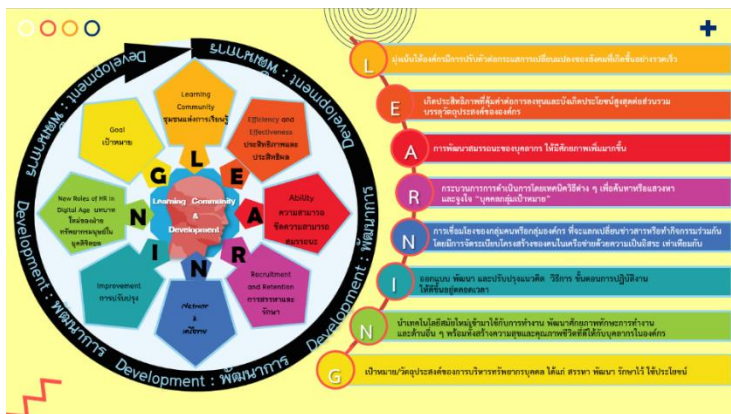 Development : พัฒนาการ
Development : พัฒนาการ
Development : พัฒนาการ
Development : พัฒนาการ
Development : พัฒนาการ
Learning
Community
ชุมชนแห่งการเรียนรู้
Efficiency and
Effectiveness
ประสิทธิภาพและ
ประสิทธิผล
Ability
ความสามารถ
ขีดความสามารถ
สมรรถนะ
Recruitment
and Retention
การสรรหาและ
รักษา
Networ
&
เครือข่าย
Improvement
การปรับปรุง
New Roles of HR in
Digital Age บทบาท
ใหม่ของฝ่าย
ทรัพยากรมนุษย์ใน
ยุคดิจิทอล
Goal
เป้าหมาย
L
E
A
R
N
I
N
G
Learning Community
&
Development
L
มุ่งเน้นให้องค์กรมีการปรับตัวต่อกระแสการเปลี่ยนแปลงของสังคมที่เกิดขึ้นอย่างรวดเร็ว
E
เกิดประสิทธิภาพที่คุ้มค่าต่อการลงทุนและบังเกิดประโยชน์สูงสุดต่อส่วนรวม
บรรลุวัตถุประสงค์ขององค์กร
A
การพัฒนาสมรรถนะของบุคลากร ให้มีศักยภาพเพิ่มมากขึ้น
R
กระบวนการการดำเนินการโดยเทคนิควิธีต่าง ๆ เพื่อค้นหาหรือแสวงหา
และจูงใจ "บุคคลกลุ่มเป้าหมาย"
N
การเชื่อมโยงของกลุ่มคนหรือกลุ่มองค์กร ที่จะแลกเปลี่ยนข่าวสารหรือทำกิจกรรมร่วมกัน
โดยมีการจัดระเบียบโครงสร้างของคนในเครือข่ายด้วยความเป็นอิสระ เท่าเทียมกัน
I
ออกแบบ พัฒนา และปรับปรุงแนวคิด วิธีการ ขั้นตอนการปฏิบัติงาน
ให้ดีขึ้นอยู่ตลอดเวลา
N
นำเทคโนโลยีสมัยใหม่เข้ามาใช้กับการทำงาน พัฒนาศักยภาพทักษะการทำงาน
และด้านอื่น ๆ พร้อมทั้งสร้างความสุขและคุณภาพชีวิตที่ดีให้กับบุคลากรในองค์กร
G
เป้าหมาย/วัตถุประสงค์ของการบริหารทรัพยากรบุคคล ได้แก่ สรรหา พัฒนา รักษาไว้ ใช้ประโยชน์